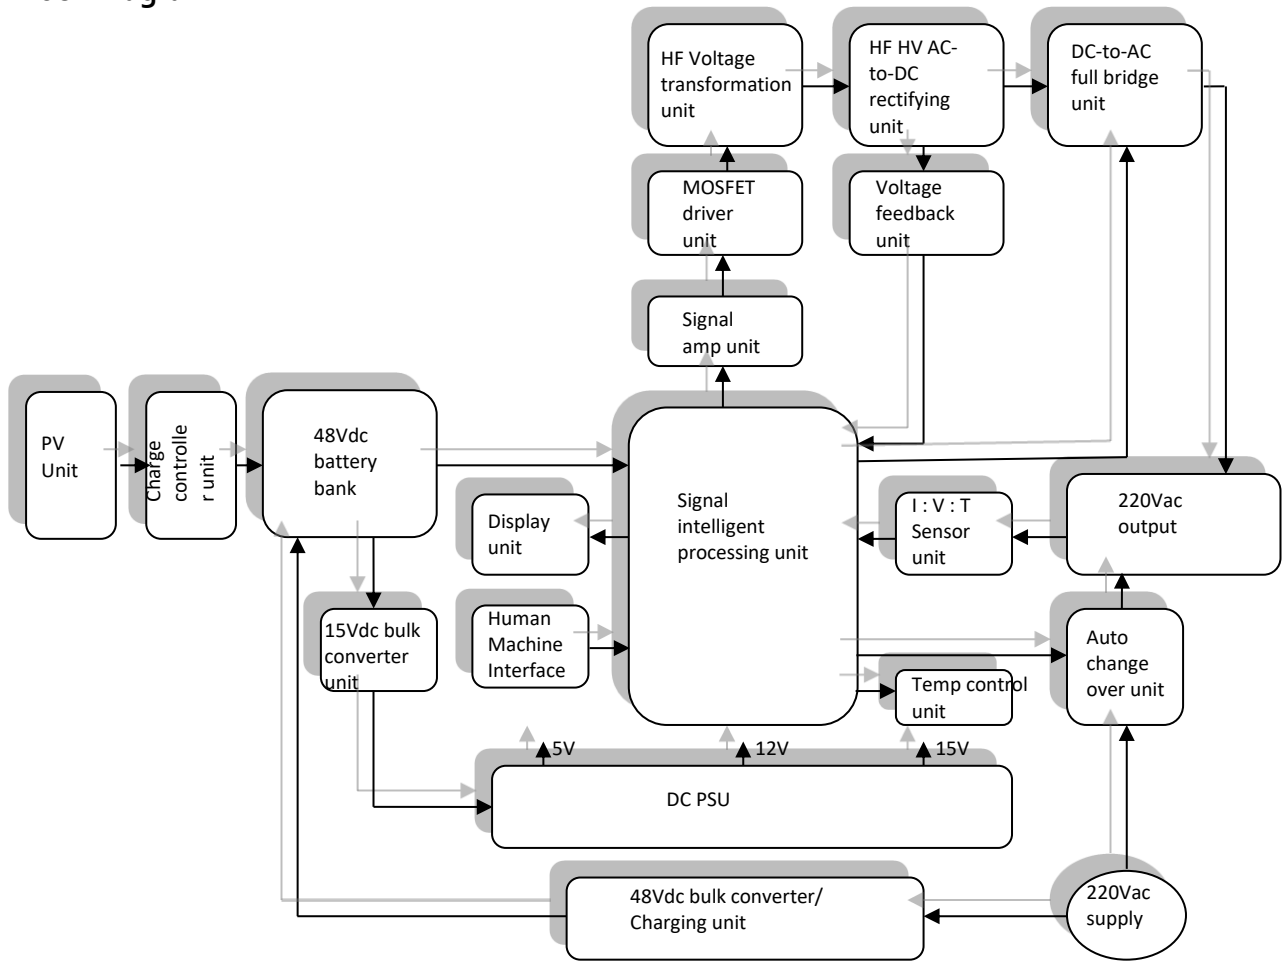 HF Voltage
transformation
unit
HF HV AC-
to-DC
rectifying
unit
DC-to-AC
full bridge
unit
MOSFET
driver
unit
Voltage
feedback
unit
Signal
amp unit
PV
Unit
Charge
controlle
r unit
48Vdc
battery
bank
Signal
intelligent
processing unit
Display
unit
I : V : T
Sensor
unit
220Vac
output
15Vdc bulk
converter
unit
Human
Machine
Interface
Auto
change
over unit
Temp control
unit
5V
12V
15V
DC PSU
48Vdc bulk converter/
Charging unit
220Vac
supply